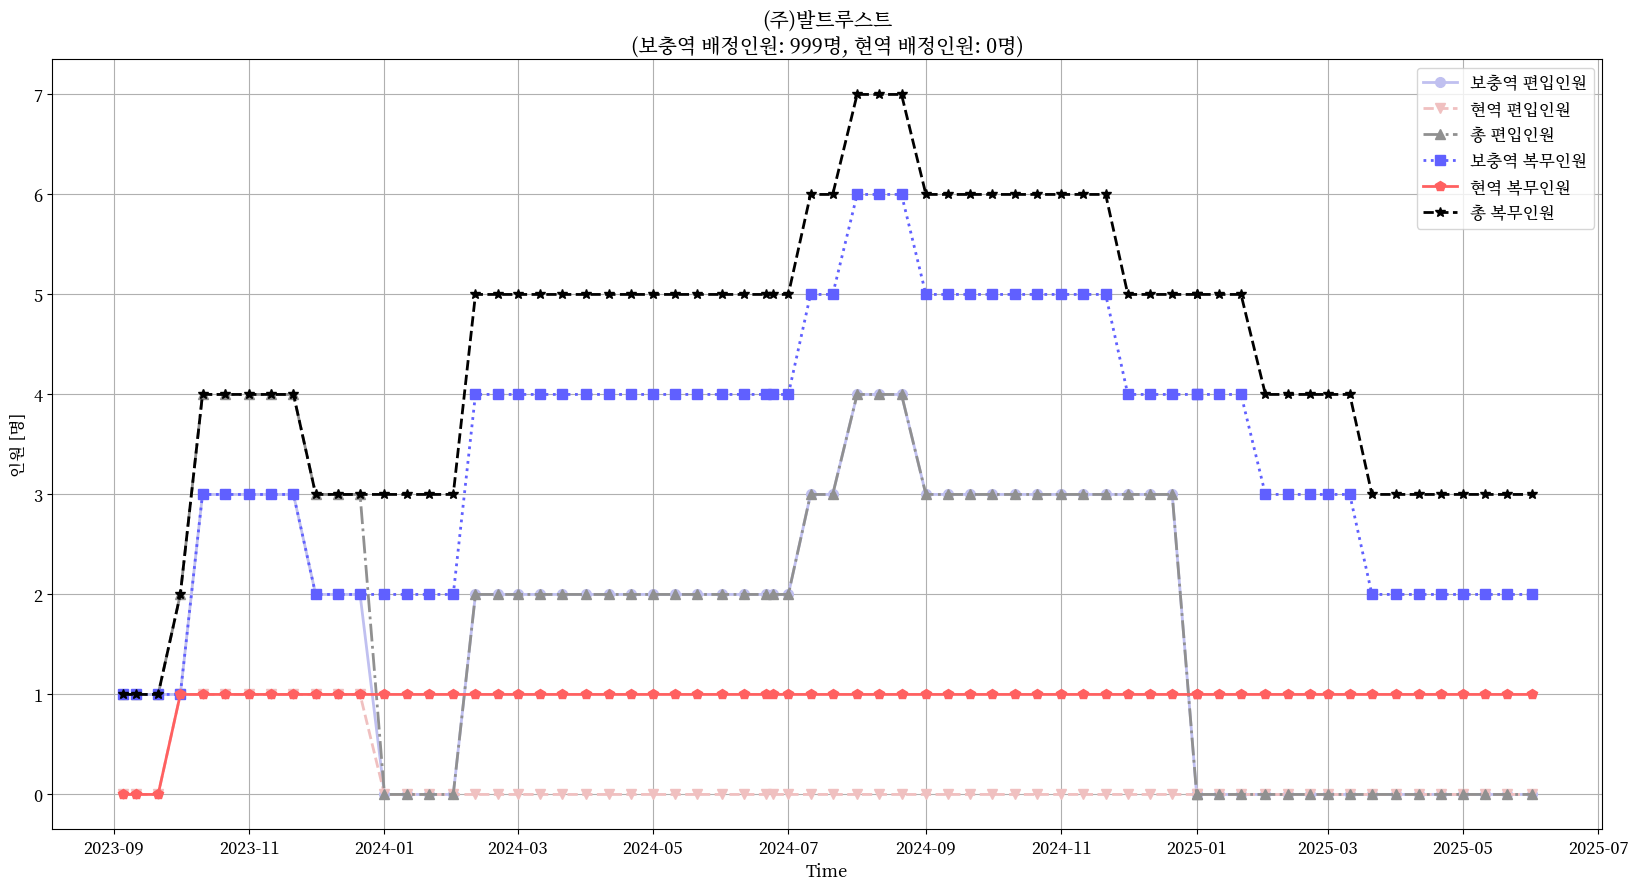 (주)발트루스트
(보충역 배정인원: 999명, 현역 배정인원: 0명)
보충역 편입인원
현역 편입인원
총 편입인원
보충역 복무인원
현역 복무인원
총 복무인원
인원 [명]
7
6
5
4
3
2
1
0
2023-09 2023-11 2024-01 2024-03 2024-05 2024-07 2024-09 2024-11 2025-01 2025-03 2025-05 2025-07
Time